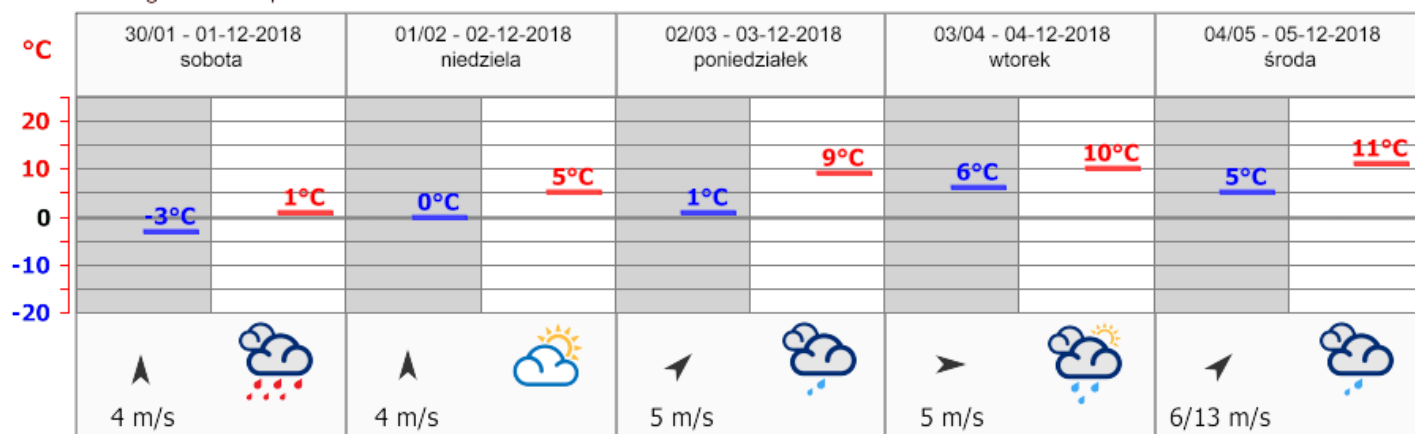 °C
30/01 - 01-12-2018
sobota
01/02 - 02-12-2018
niedziela
02/03 - 03-12-2018
poniedziałek
03/04 - 04-12-2018
wtorek
04/05 - 05-12-2018
środa
20
10
0
-10
-20
-3°C
1°C
0°C
5°C
1°C
9°C
6°C
10°C
5°C
11°C
4 m/s
4 m/s
5 m/s
5 m/s
6/13 m/s